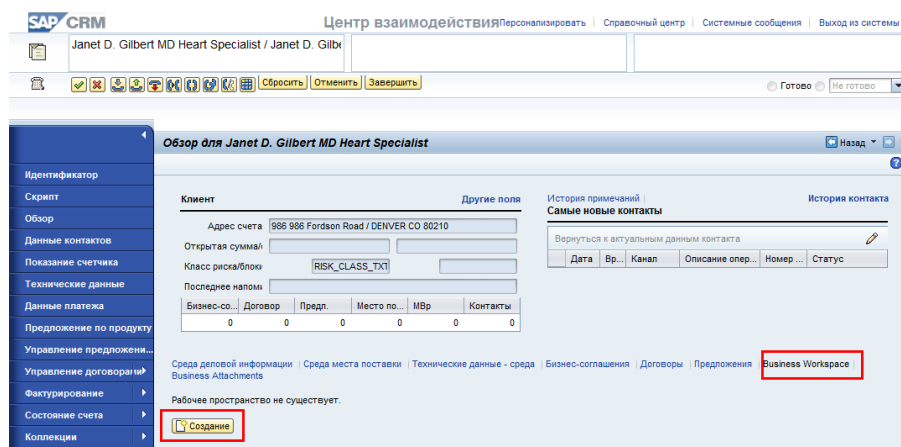 SAP CRM
Центр взаимодействия Персонализировать Справочный центр Системные сообщения Выход из системы
Janet D. Gilbert MD Heart Specialist / Janet D. Gilbe
Сбросить Отменить Завершить Готово Не готово
Обзор для Janet D. Gilbert MD Heart Specialist
Назад
Идентификатор
Скрипт
Обзор
Данные контактов
Показание счетчика
Технические данные
Данные платежа
Предложение по продукту
Управление предложени...
Управление договорами
Фактурирование
Состояние счета
Коллекции
Клиент Другие поля
Адрес счета 986 986 Fordson Road / DENVER CO 80210
Открытая сумма/
Класс риска/блоки RISK_CLASS_TXT
Последнее напоми
Бизнес-со... Договор Предл. Место по... МВр Контакты
0 0 0 0 0 0
История примечаний История контакта
Самые новые контакты
Вернуться к актуальным данным контакта
Дата Вр... Канал Описание опер... Номер ... Статус
Среда деловой информации Среда места поставки Технические данные - среда Бизнес-соглашения Договоры Предложения Business Workspace
Business Attachments
Рабочее пространство не существует.
Создание